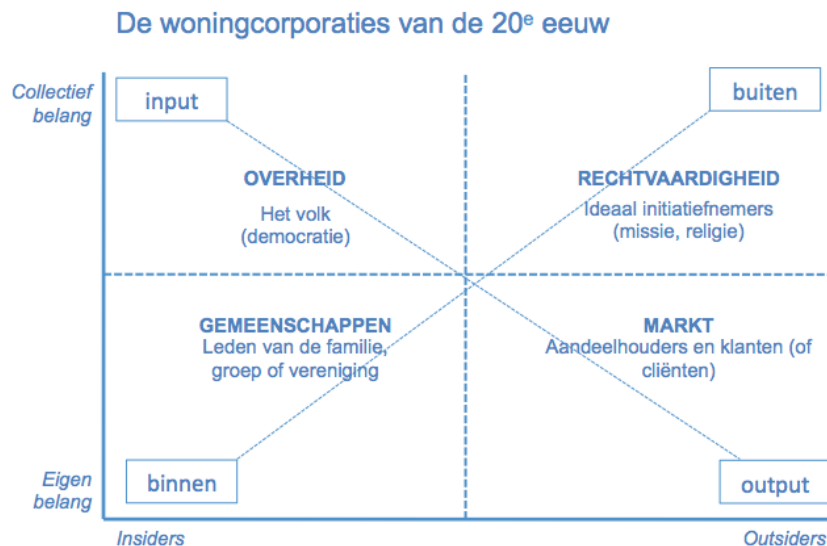 De woningcorporaties van de 20e eeuw
Collectief
belang
input
buiten
OVERHEID
Het volk
(democratie)
RECHTVAARDIGHEID
Ideaal initiatiefnemers
(missie, religie)
GEMEENSCHAPPEN
Leden van de familie,
groep of vereniging
MARKT
Aandeelhouders en klanten (of
cliënten)
Eigen
belang
binnen
output
Insiders
Outsiders